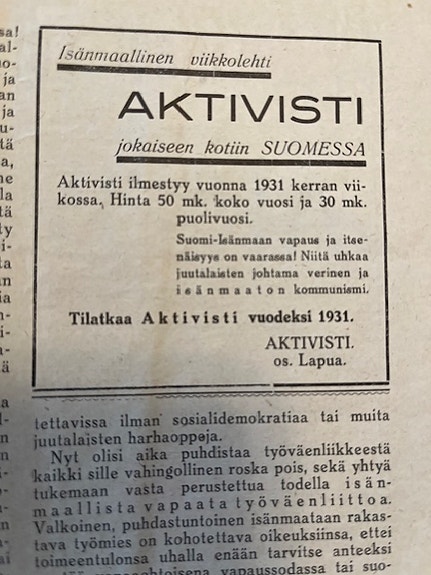 Isänmaallinen viikkolehti
AKTIVISTI
jokaiseen kotiin SUOMESSA
Aktivisti ilmestyy vuonna 1931 kerran vii-
kossa, Hinta 50 mk. koko vuosi ja 30 mk.
puolivuosi.
Suomi-Isänmaan vapaus ja itse-
näisyys on vaarassa! Niitä uhkaa
juutalaisten johtama verinen ja
isänmaaton kommunismi.
Tilatkaa Aktivisti vuodeksi 1931.
AKTIVISTI.
os. Lapua.
tettavissa ilman sosialidemokratiaa tai muita
juutalaisten harhaoppeja.
Nyt olisi aika puhdistaa työväenliikkeestä
kaikki sille vahingollinen roska pois, sekä yhtyä
tukemaan vasta perustettua todella isän-
maallista vapaata työväenliittoa.
Valkoinen, puhdastuntoinen isänmaataan rakas-
tava työmies on kohotettava oikeuksiinsa, ettei
toimeentulonsa uhalla enään tarvitse anteeksi